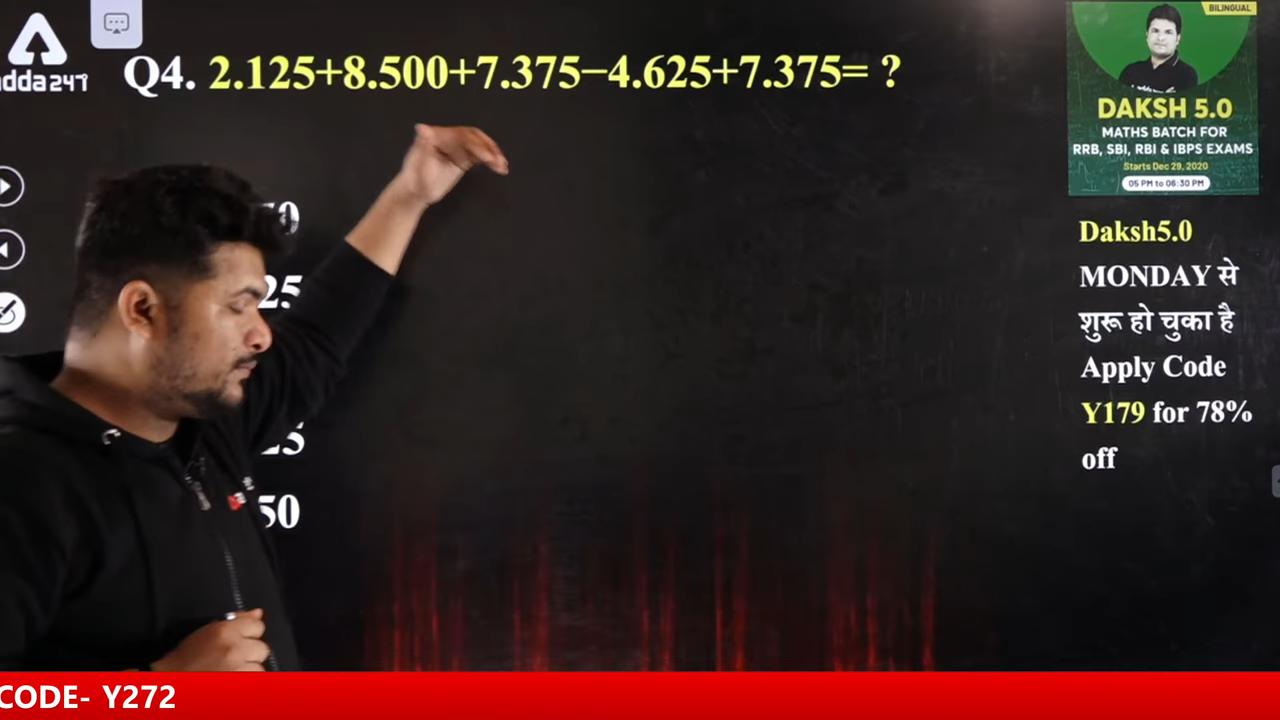 adda247
Q4. 2.125+8.500+7.375−4.625+7.375= ?
50
25
BILINGUAL
DAKSH 5.0
MATHS BATCH FOR
RRB, SBI, RBI & IBPS EXAMS
Starts Dec 29, 2020
05 PM to 06:30 PM
Daksh5.0
MONDAY से
शुरू हो चुका है
Apply Code
Y179 for 78%
off
CODE- Y272